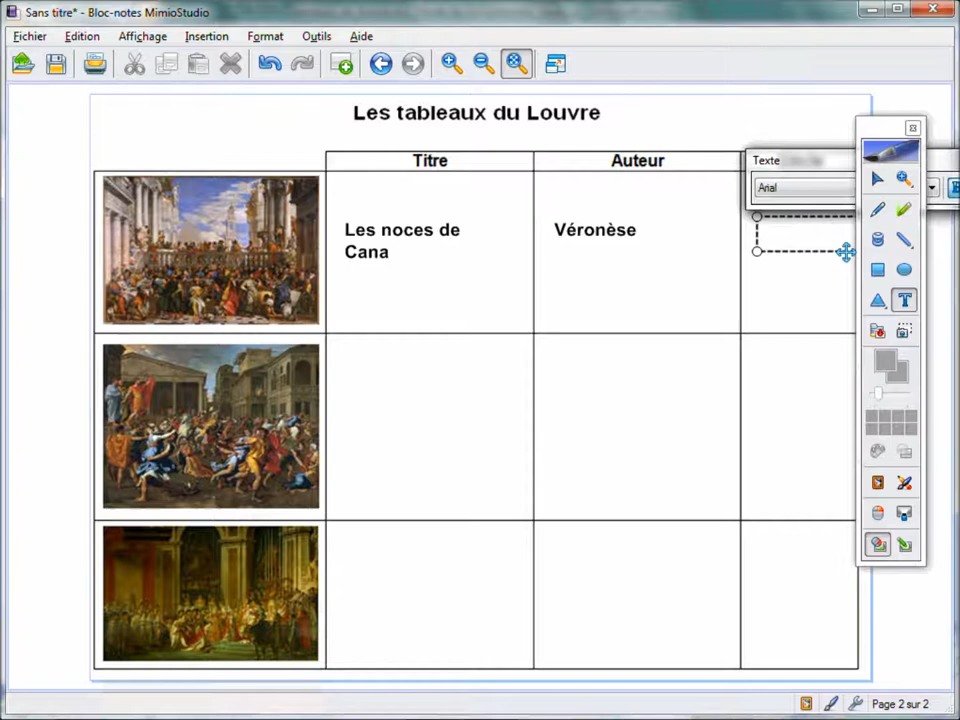 Sans titre* - Bloc-notes MimioStudio
Fichier Edition Affichage Insertion Format Outils Aide
Les tableaux du Louvre
Titre Auteur
Texte
Arial
Les noces de
Cana
Véronèse
T
Page 2 sur 2